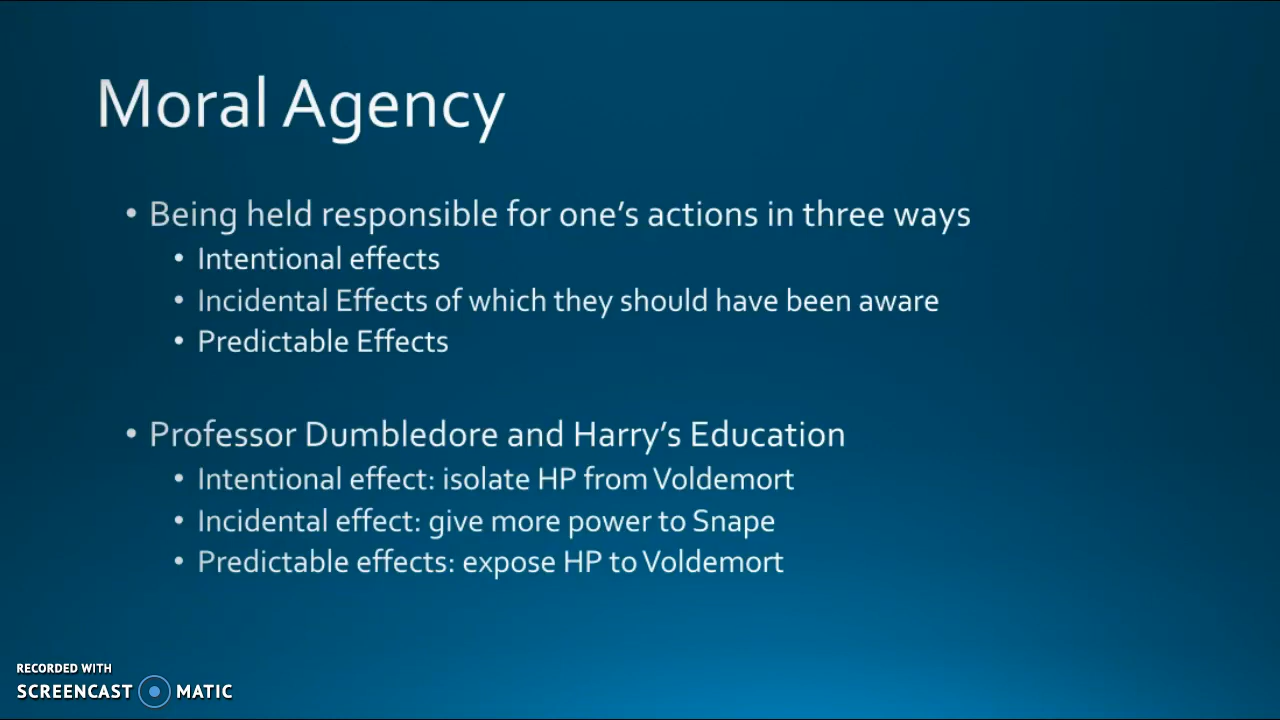 Moral Agency
• Being held responsible for one's actions in three ways
• Intentional effects
• Incidental Effects of which they should have been aware
• Predictable Effects
• Professor Dumbledore and Harry's Education
• Intentional effect: isolate HP from Voldemort
• Incidental effect: give more power to Snape
• Predictable effects: expose HP to Voldemort
RECORDED WITH
SCREENCAST MATIC